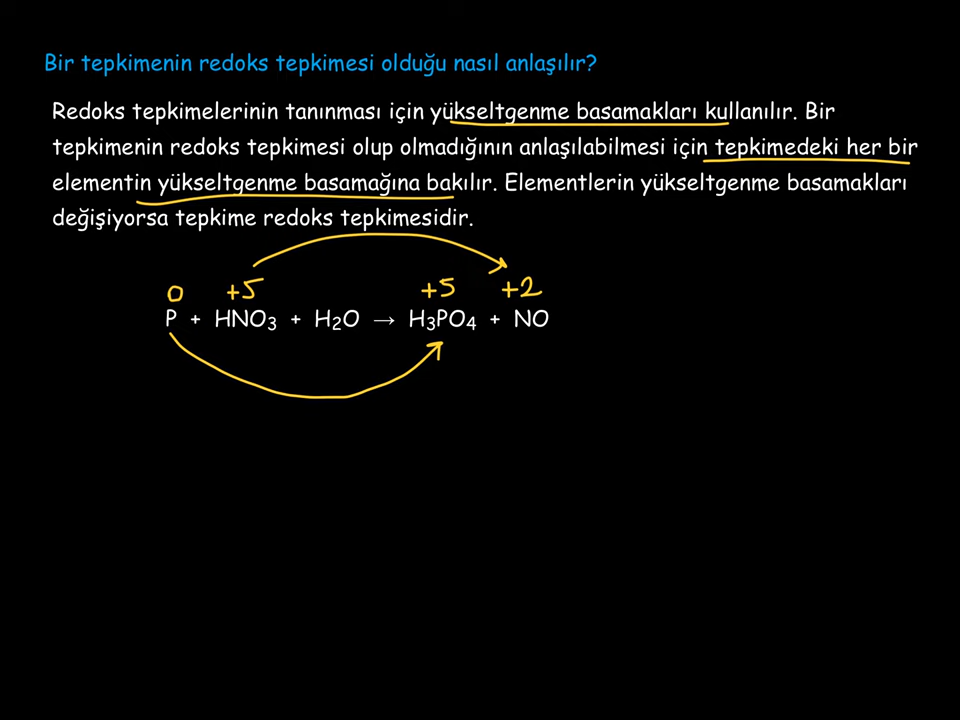 Bir tepkimenin redoks tepkimesi olduğu nasıl anlaşılır?
Redoks tepkimelerinin tanınması için yükseltgenme basamakları kullanılır. Bir
tepkimenin redoks tepkimesi olup olmadığının anlaşılabilmesi için tepkimedeki her bir
elementin yükseltgenme basamağına bakılır. Elementlerin yükseltgenme basamakları
değişiyorsa tepkime redoks tepkimesidir.
0 +5 +5 +2
P + HNO3 + H2O → H3PO4 + NO